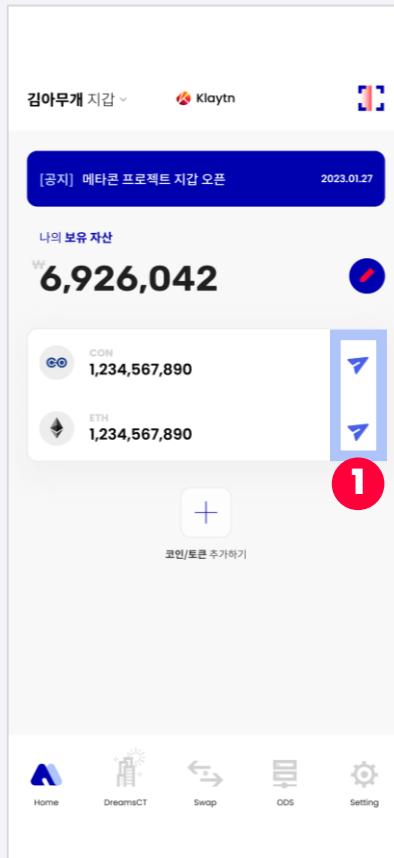 김아무개 지갑
Klaytn
[공지] 메타콘 프로젝트 지갑 오픈 2023.01.27
나의 보유 자산
₩6,926,042
CON
1,234,567,890
ETH
1,234,567,890
1
코인/토큰 추가하기
Home DreamsCT Swap ODS Setting